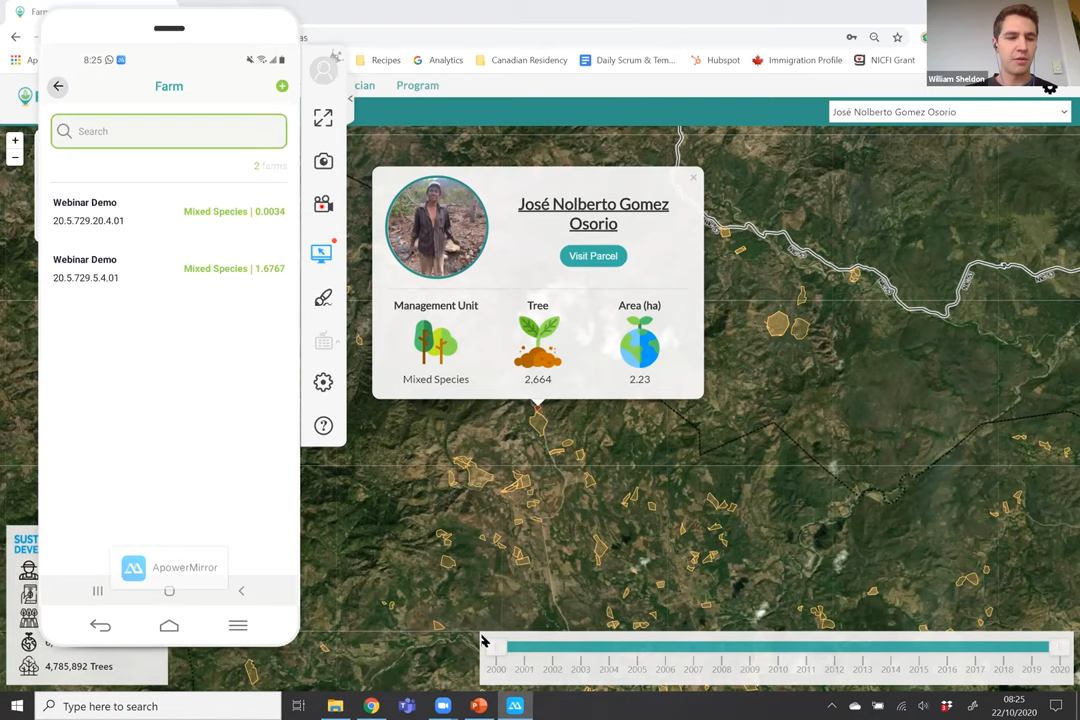 Farm
as
Recipes
Analytics
Canadian Residency
Daily Scrum & Tem...
Hubspot
Immigration Profile
NICFI Grant
William Sheldon
cian
Program
José Nolberto Gomez Osorio
8:25
Farm
Search
2 farms
Webinar Demo
20.5.729.20.4.01
Mixed Species | 0.0034
Webinar Demo
20.5.729.5.4.01
Mixed Species | 1.6767
ApowerMirror
+
−
José Nolberto Gomez
Osorio
Visit Parcel
Management Unit
Tree
Area (ha)
Mixed Species
2,664
2.23
SUST
DEVE
4,785,892 Trees
2000 2001 2002 2003 2004 2005 2006 2007 2008 2009 2010 2011 2012 2013 2014 2015 2016 2017 2018 2019 2020
Type here to search
08:25
22/10/2020